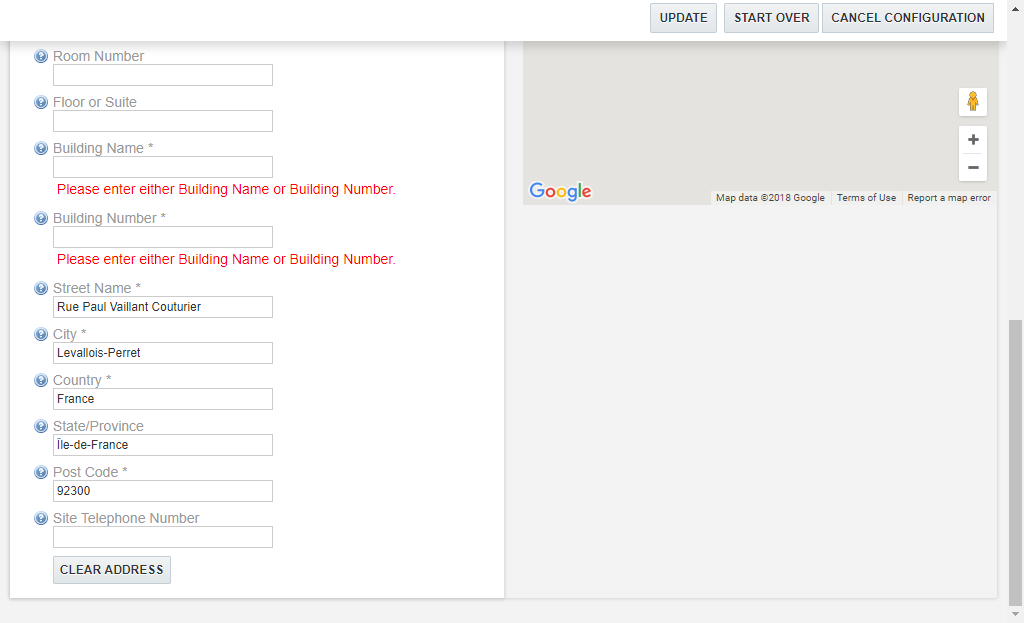 UPDATE
START OVER
CANCEL CONFIGURATION
Room Number
Floor or Suite
Building Name *
Please enter either Building Name or Building Number.
Building Number *
Please enter either Building Name or Building Number.
Street Name *
Rue Paul Vaillant Couturier
City *
Levallois-Perret
Country *
France
State/Province
Île-de-France
Post Code *
92300
Site Telephone Number
CLEAR ADDRESS
Google
Map data ©2018 Google
Terms of Use
Report a map error